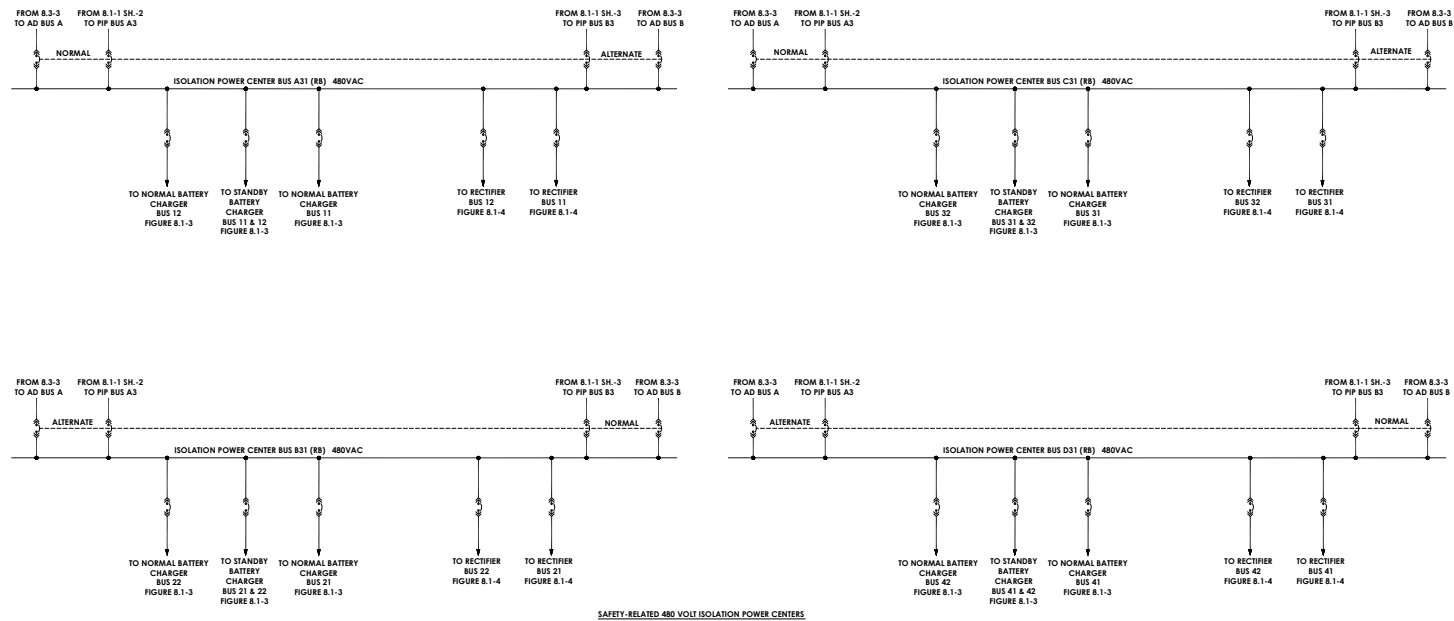 FROM 8.3-3
TO AD BUS A
FROM 8.1-1 SH.-2
TO PIP BUS A3
FROM 8.1-1 SH.-3
TO PIP BUS B3
FROM 8.3-3
TO AD BUS B
NORMAL
ALTERNATE
ISOLATION POWER CENTER BUS A31 (RB) 480VAC
TO NORMAL BATTERY
CHARGER
BUS 12
FIGURE 8.1-3
TO STANDBY
BATTERY
CHARGER
BUS 11 & 12
FIGURE 8.1-3
TO NORMAL BATTERY
CHARGER
BUS 11
FIGURE 8.1-3
TO RECTIFIER
BUS 12
FIGURE 8.1-4
TO RECTIFIER
BUS 11
FIGURE 8.1-4
FROM 8.3-3
TO AD BUS A
FROM 8.1-1 SH.-2
TO PIP BUS A3
FROM 8.1-1 SH.-3
TO PIP BUS B3
FROM 8.3-3
TO AD BUS B
NORMAL
ALTERNATE
ISOLATION POWER CENTER BUS C31 (RB) 480VAC
TO NORMAL BATTERY
CHARGER
BUS 32
FIGURE 8.1-3
TO STANDBY
BATTERY
CHARGER
BUS 31 & 32
FIGURE 8.1-3
TO NORMAL BATTERY
CHARGER
BUS 31
FIGURE 8.1-3
TO RECTIFIER
BUS 32
FIGURE 8.1-4
TO RECTIFIER
BUS 31
FIGURE 8.1-4
FROM 8.3-3
TO AD BUS A
FROM 8.1-1 SH.-2
TO PIP BUS A3
FROM 8.1-1 SH.-3
TO PIP BUS B3
FROM 8.3-3
TO AD BUS B
ALTERNATE
NORMAL
ISOLATION POWER CENTER BUS B31 (RB) 480VAC
TO NORMAL BATTERY
CHARGER
BUS 22
FIGURE 8.1-3
TO STANDBY
BATTERY
CHARGER
BUS 21 & 22
FIGURE 8.1-3
TO NORMAL BATTERY
CHARGER
BUS 21
FIGURE 8.1-3
TO RECTIFIER
BUS 22
FIGURE 8.1-4
TO RECTIFIER
BUS 21
FIGURE 8.1-4
FROM 8.3-3
TO AD BUS A
FROM 8.1-1 SH.-2
TO PIP BUS A3
FROM 8.1-1 SH.-3
TO PIP BUS B3
FROM 8.3-3
TO AD BUS B
ALTERNATE
NORMAL
ISOLATION POWER CENTER BUS D31 (RB) 480VAC
TO NORMAL BATTERY
CHARGER
BUS 42
FIGURE 8.1-3
TO STANDBY
BATTERY
CHARGER
BUS 41 & 42
FIGURE 8.1-3
TO NORMAL BATTERY
CHARGER
BUS 41
FIGURE 8.1-3
TO RECTIFIER
BUS 42
FIGURE 8.1-4
TO RECTIFIER
BUS 41
FIGURE 8.1-4
SAFETY-RELATED 480 VOLT ISOLATION POWER CENTERS